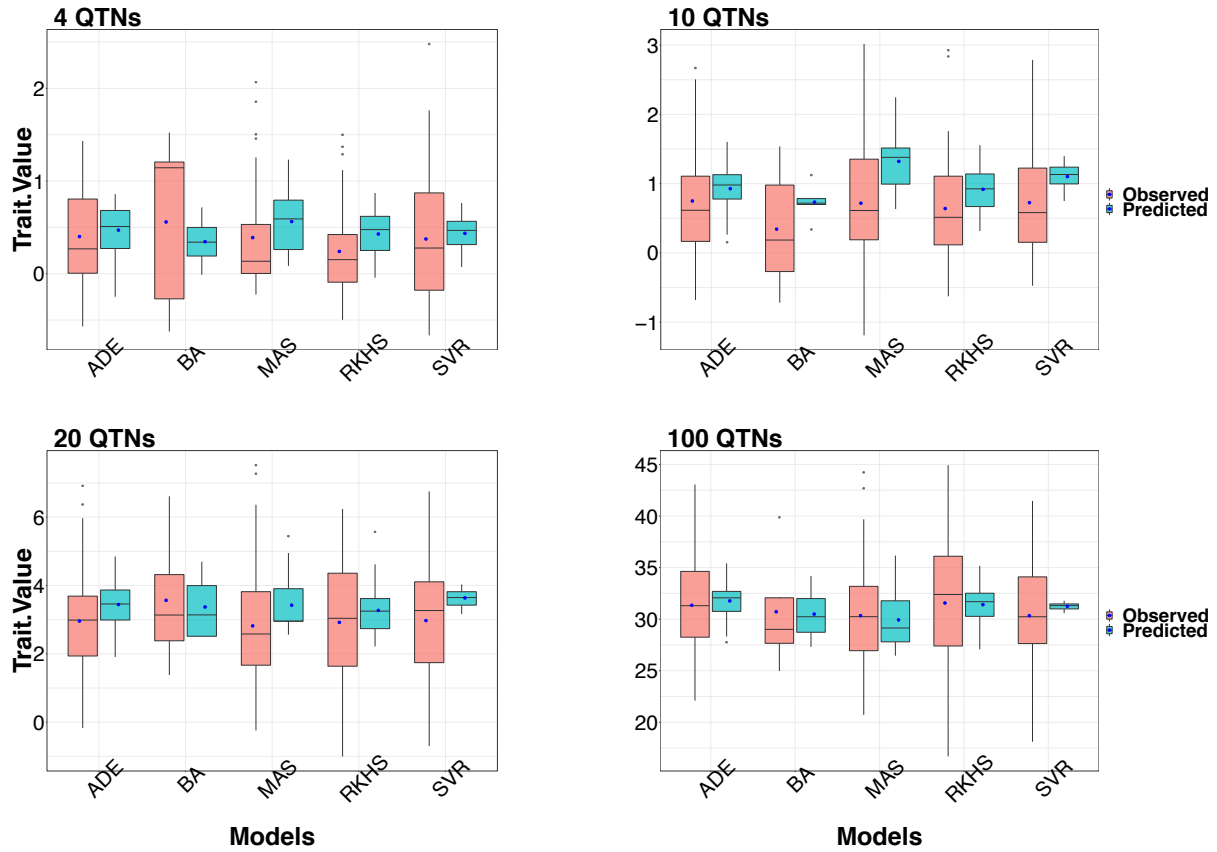 4 QTNs
10 QTNs
Trait.Value
2
1
0
ADE
BA
MAS
RKHS
SVR
3
2
1
0
−1
ADE
BA
MAS
RKHS
SVR
Observed
Predicted
20 QTNs
100 QTNs
Trait.Value
6
4
2
0
ADE
BA
MAS
RKHS
SVR
Models
45
40
35
30
25
20
ADE
BA
MAS
RKHS
SVR
Models
Observed
Predicted